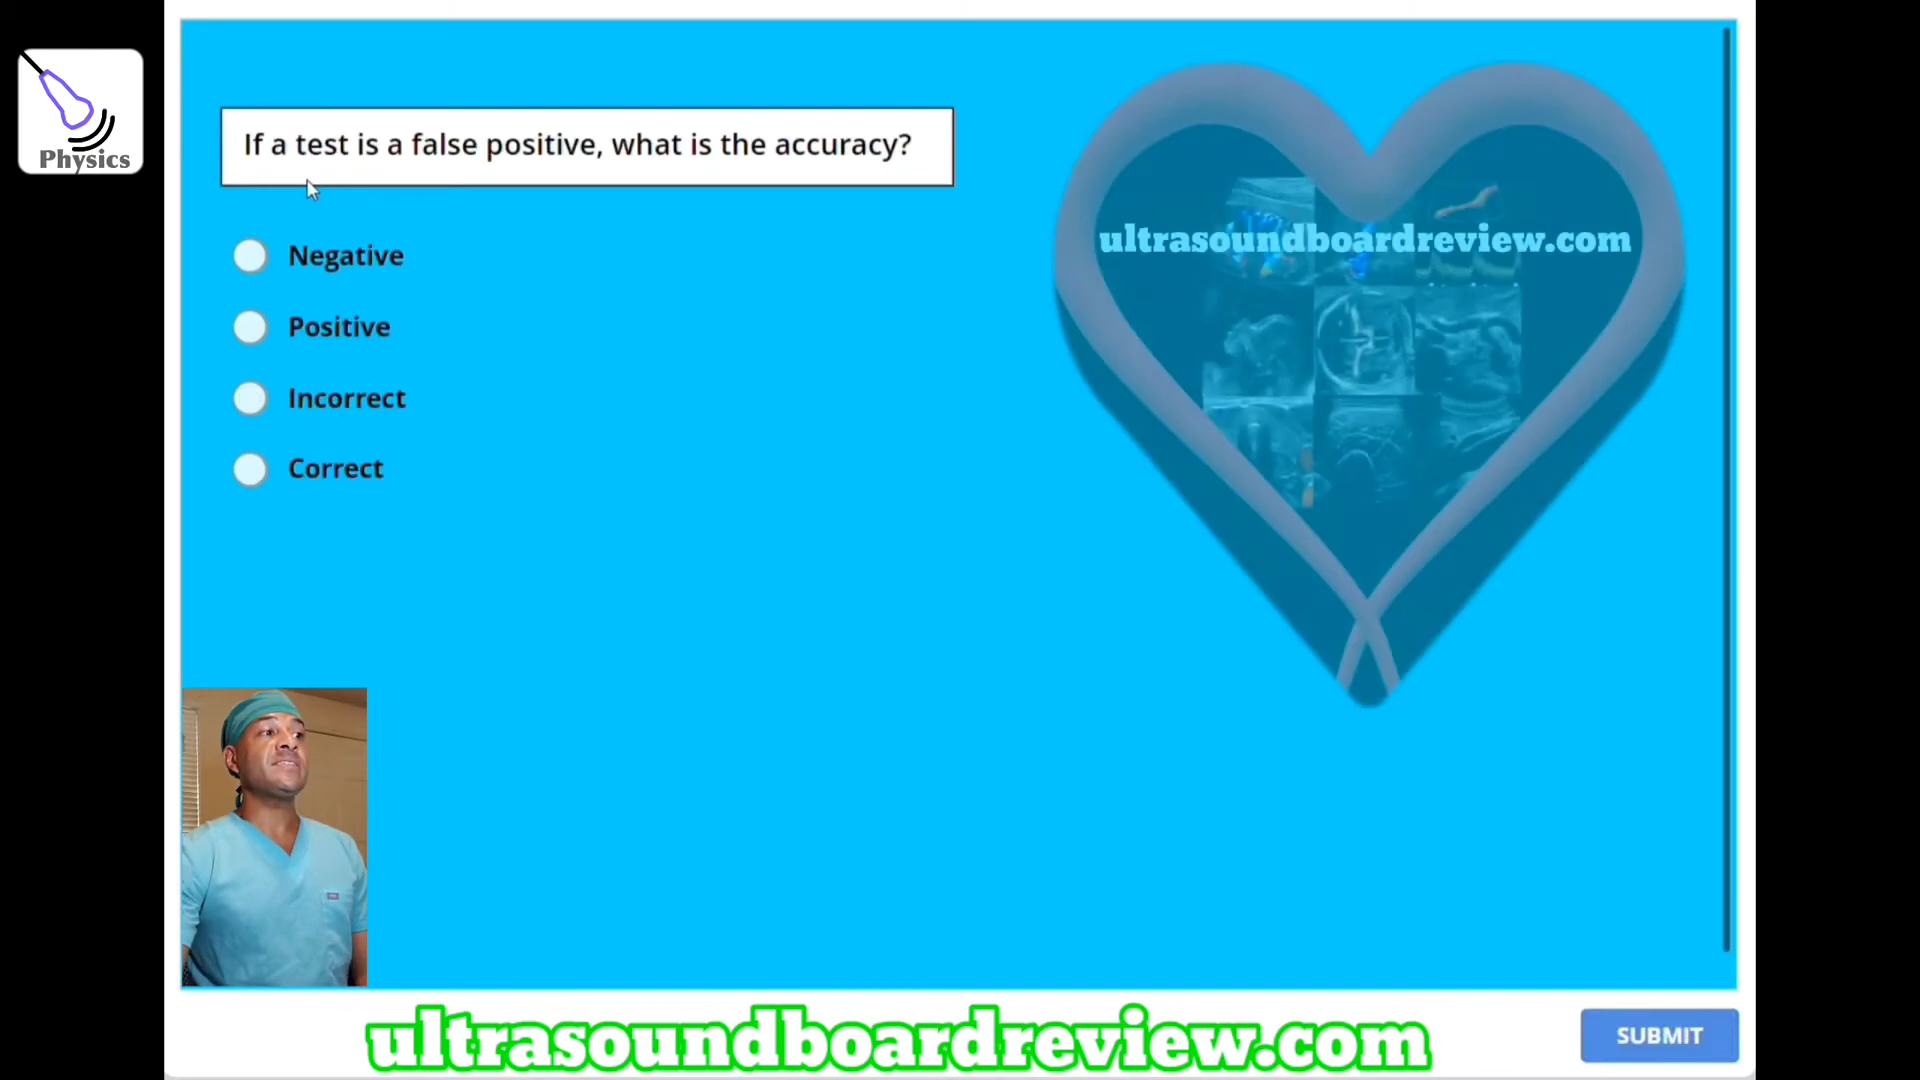 Physics
If a test is a false positive, what is the accuracy?
Negative
Positive
Incorrect
Correct
ultrasoundboardreview.com
ultrasoundboardreview.com
SUBMIT